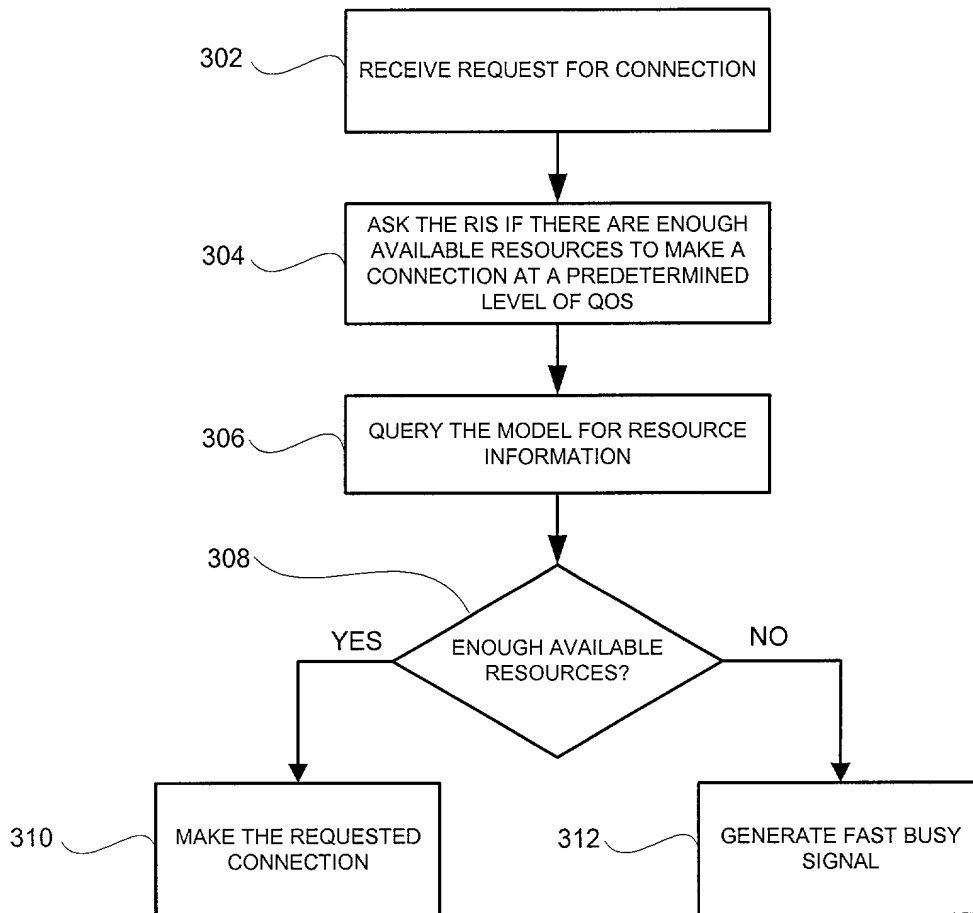 302
RECEIVE REQUEST FOR CONNECTION
304
ASK THE RIS IF THERE ARE ENOUGH
AVAILABLE RESOURCES TO MAKE A
CONNECTION AT A PREDETERMINED
LEVEL OF QOS
306
QUERY THE MODEL FOR RESOURCE
INFORMATION
308
YES
ENOUGH AVAILABLE
RESOURCES?
NO
310
MAKE THE REQUESTED
CONNECTION
312
GENERATE FAST BUSY
SIGNAL